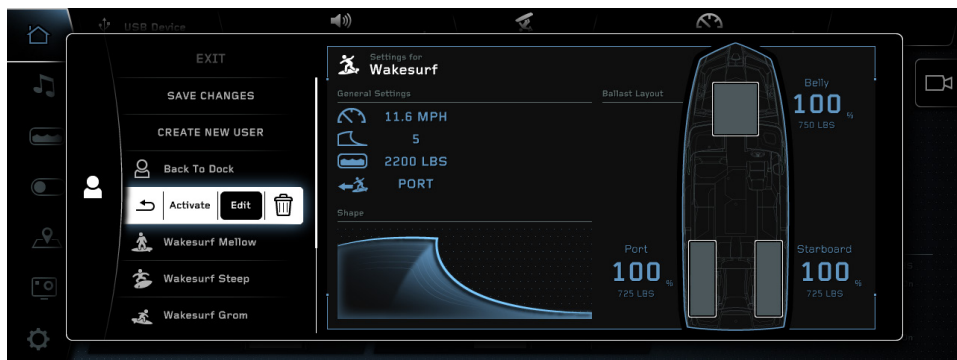 USB Device
EXIT
SAVE CHANGES
CREATE NEW USER
Back To Dock
Activate
Edit
Wakesurf Mellow
Wakesurf Steep
Wakesurf Grom
Settings for
Wakesurf
General Settings
11.6 MPH
5
2200 LBS
PORT
Shape
Ballast Layout
Belly
100 %
750 LBS
Port
100 %
725 LBS
Starboard
100 %
725 LBS